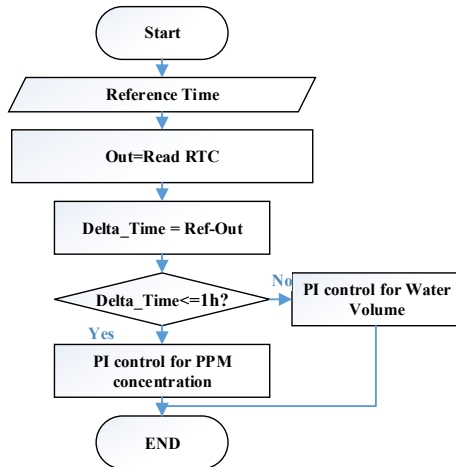 Start
Reference Time
Out=Read RTC
Delta_Time = Ref-Out
Delta_Time<=1h?
No
PI control for Water
Volume
Yes
PI control for PPM
concentration
END